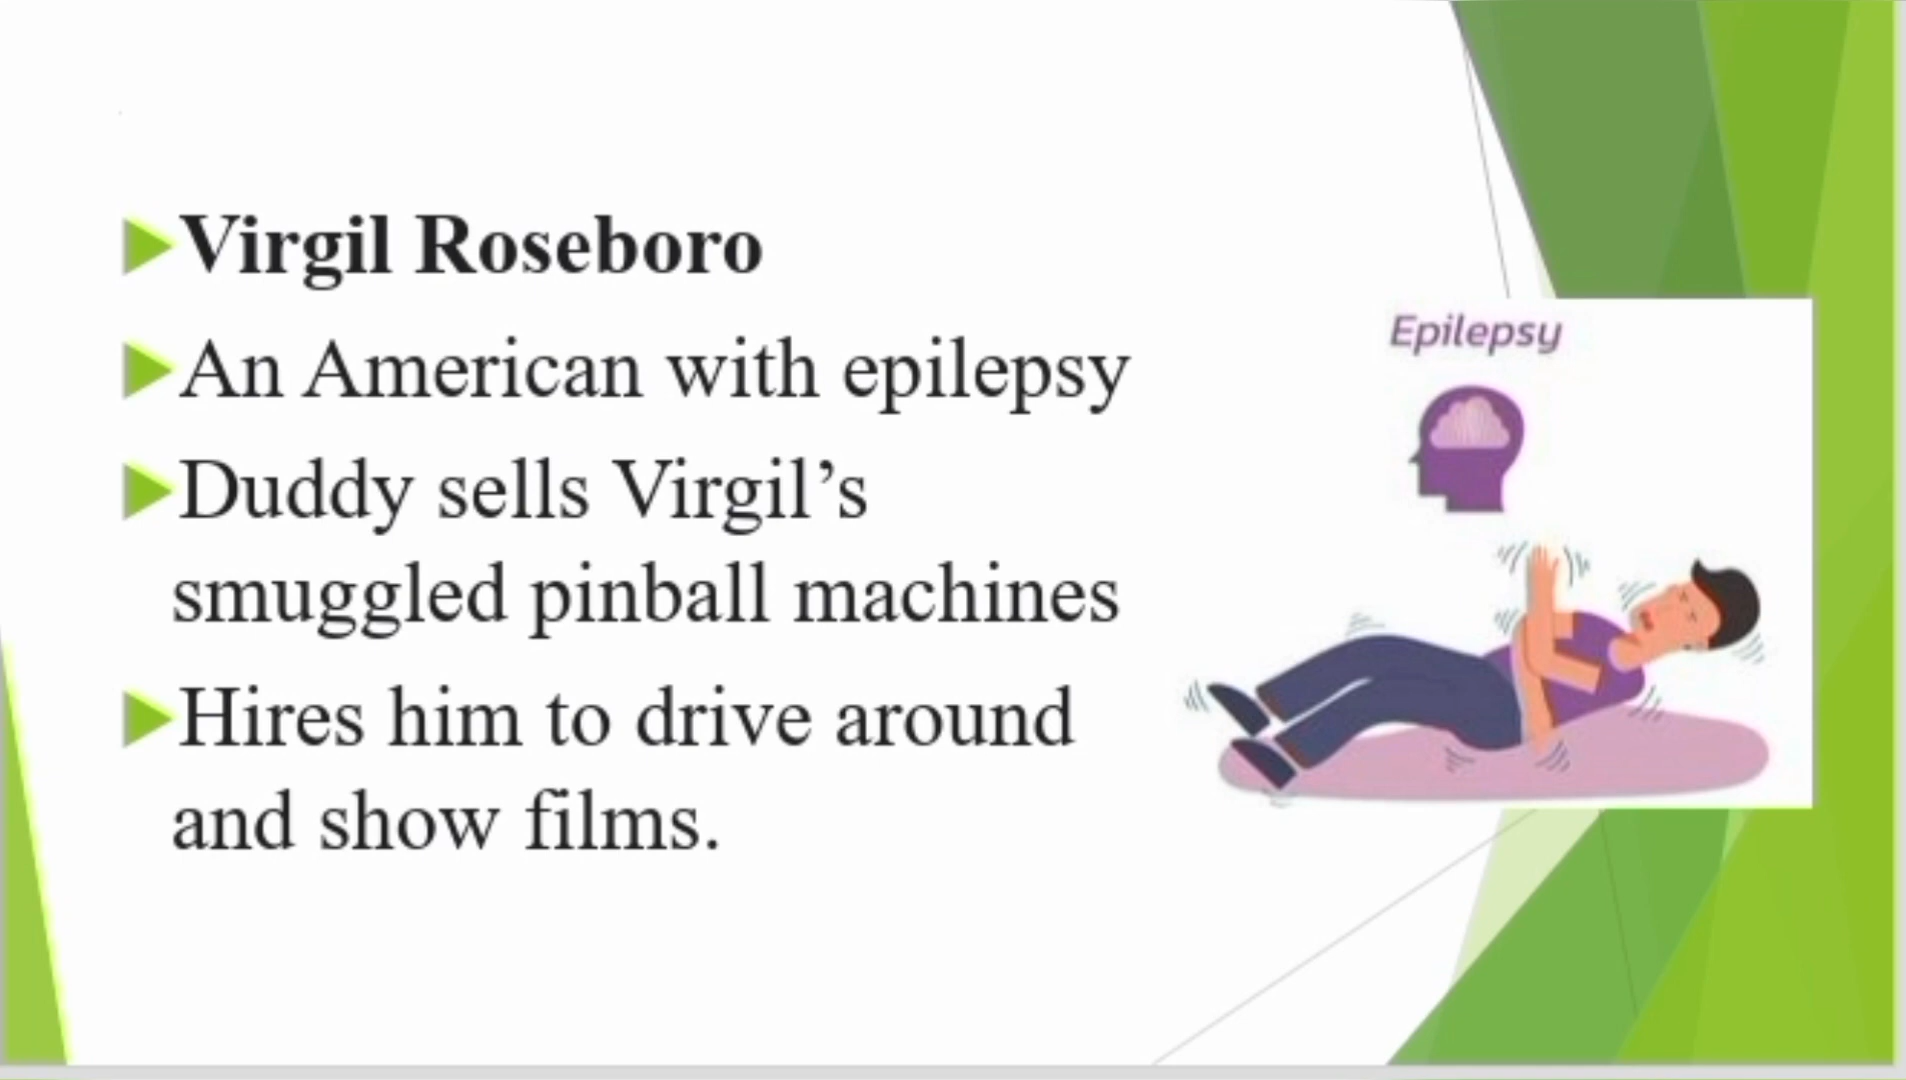 Virgil Roseboro
An American with epilepsy
Duddy sells Virgil’s
smuggled pinball machines
Hires him to drive around
and show films.
Epilepsy